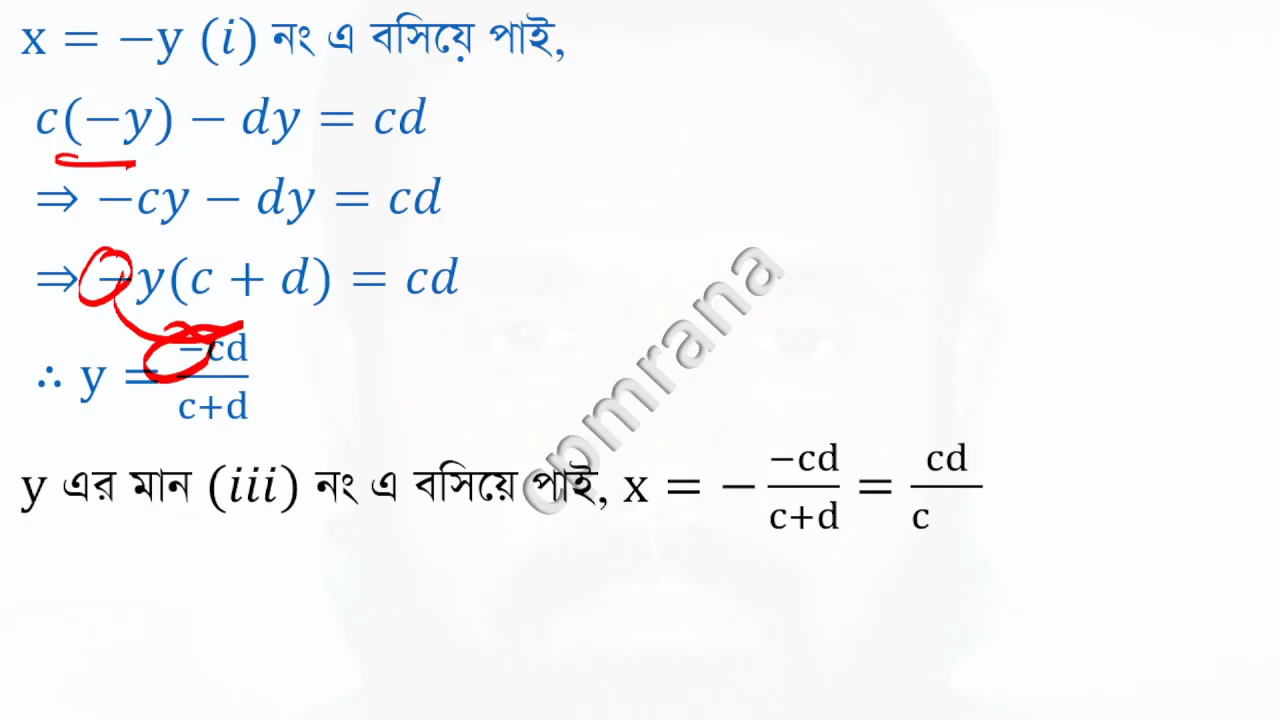 x = −y (i) নং এ বসিয়ে পাই,
c(−y) − dy = cd
⇒ −cy − dy = cd
⇒ −y(c + d) = cd
∴ y = −cd/c+d
y এর মান (iii) নং এ বসিয়ে পাই, x = − −cd/c+d = cd/c
cpmrana